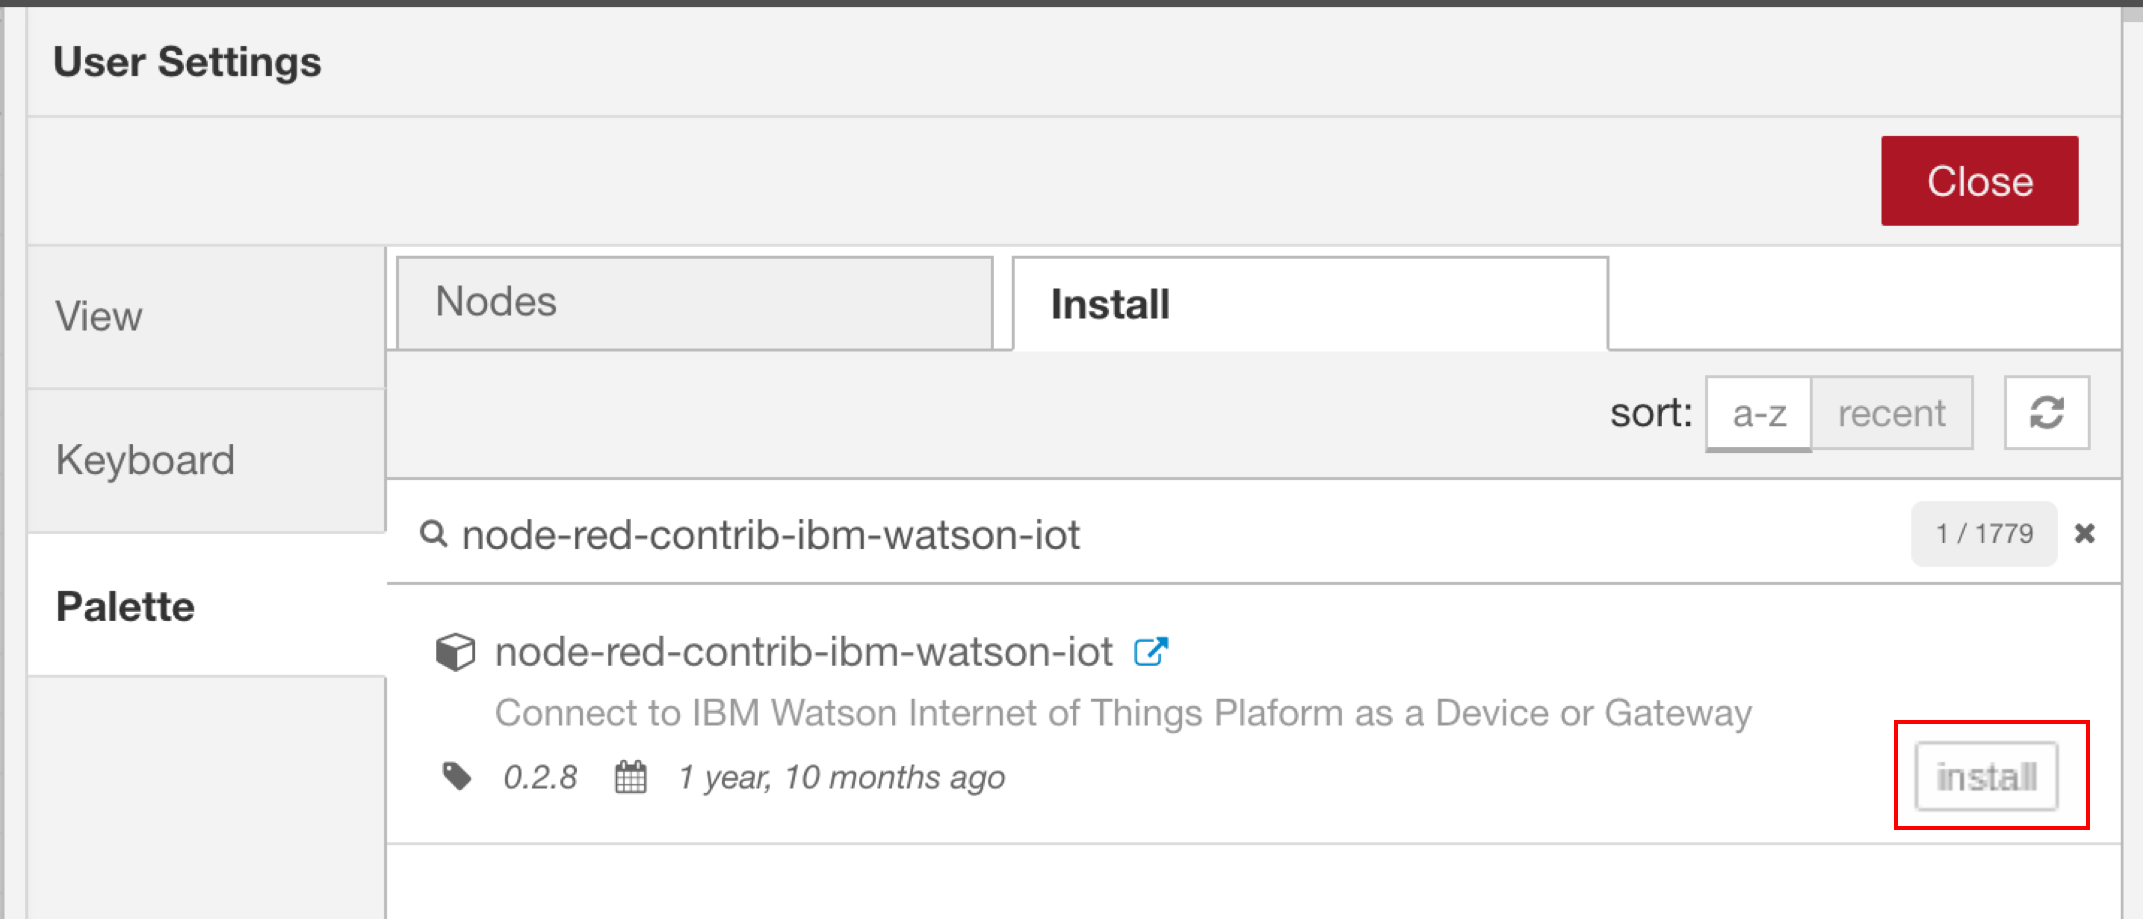 User Settings
Close
View
Nodes
Install
sort: a-z recent
Keyboard
node-red-contrib-ibm-watson-iot 1 / 1779
Palette
node-red-contrib-ibm-watson-iot
Connect to IBM Watson Internet of Things Plaform as a Device or Gateway
0.2.8 1 year, 10 months ago
install